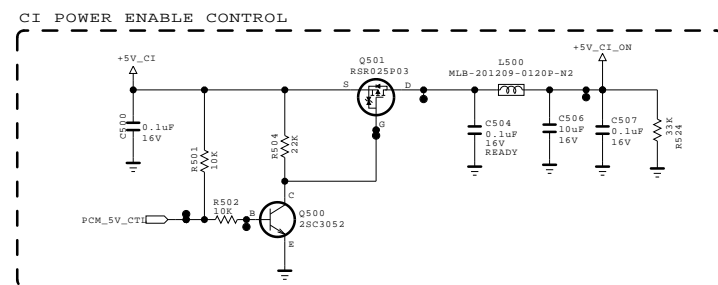 CI POWER ENABLE CONTROL
+5V_CI
Q501
RSR025P03
S
D
G
L500
MLB-201209-0120P-N2
+5V_CI_ON
C500
0.1uF
16V
R501
10K
R504
22K
C504
0.1uF
16V
READY
C506
10uF
16V
C507
0.1uF
16V
33K
R524
PCM_5V_CTL
R502
10K
B
C
E
Q500
2SC3052